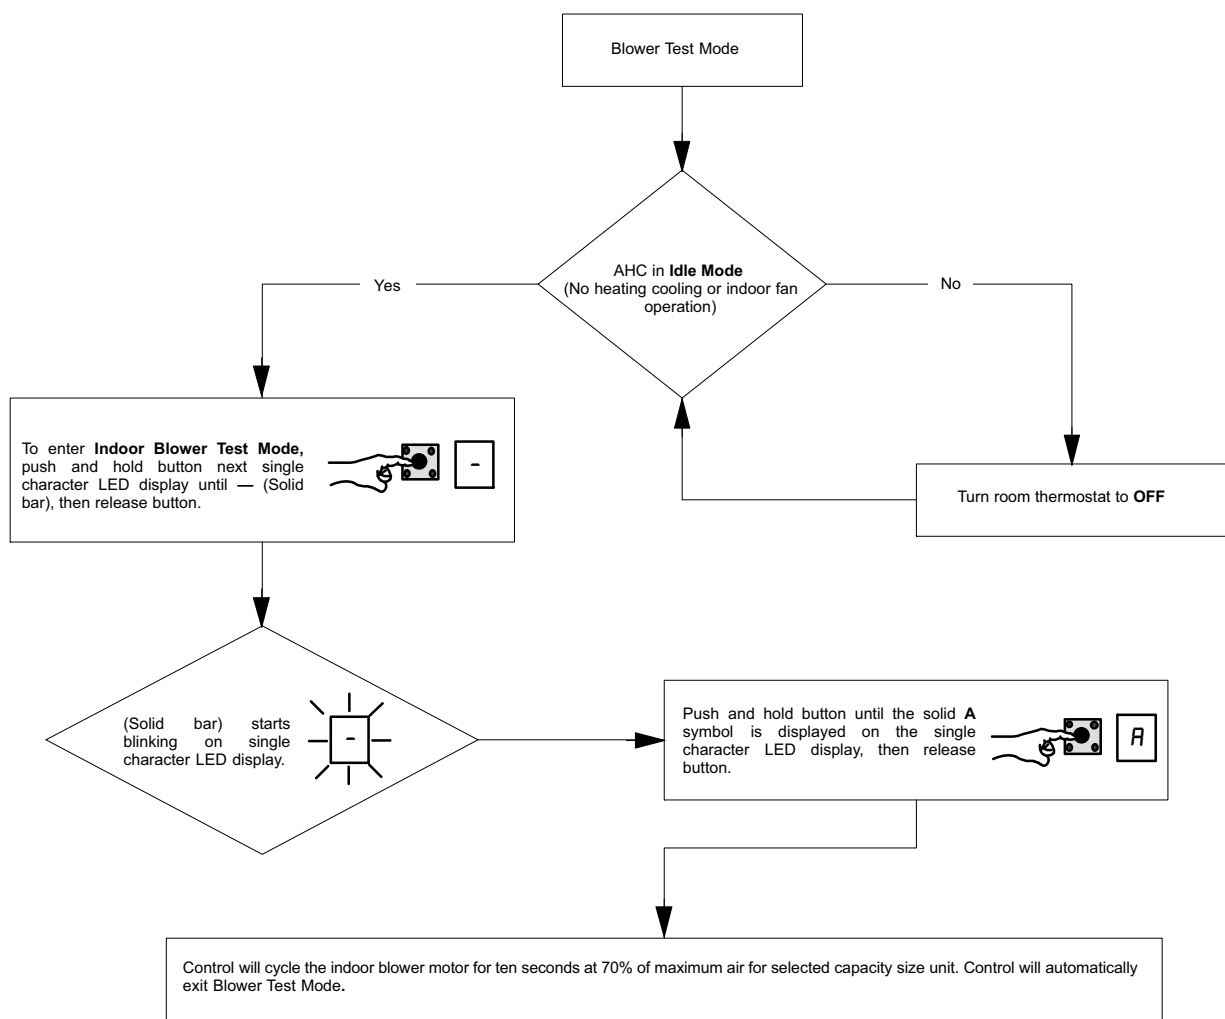 Blower Test Mode
AHC in Idle Mode
(No heating cooling or indoor fan
operation)
Yes
No
To enter Indoor Blower Test Mode,
push and hold button next single
character LED display until — (Solid
bar), then release button.
-
Turn room thermostat to OFF
(Solid bar) starts
blinking on single
character LED display.
-
Push and hold button until the solid A
symbol is displayed on the single
character LED display, then release
button.
A
Control will cycle the indoor blower motor for ten seconds at 70% of maximum air for selected capacity size unit. Control will automatically
exit Blower Test Mode.